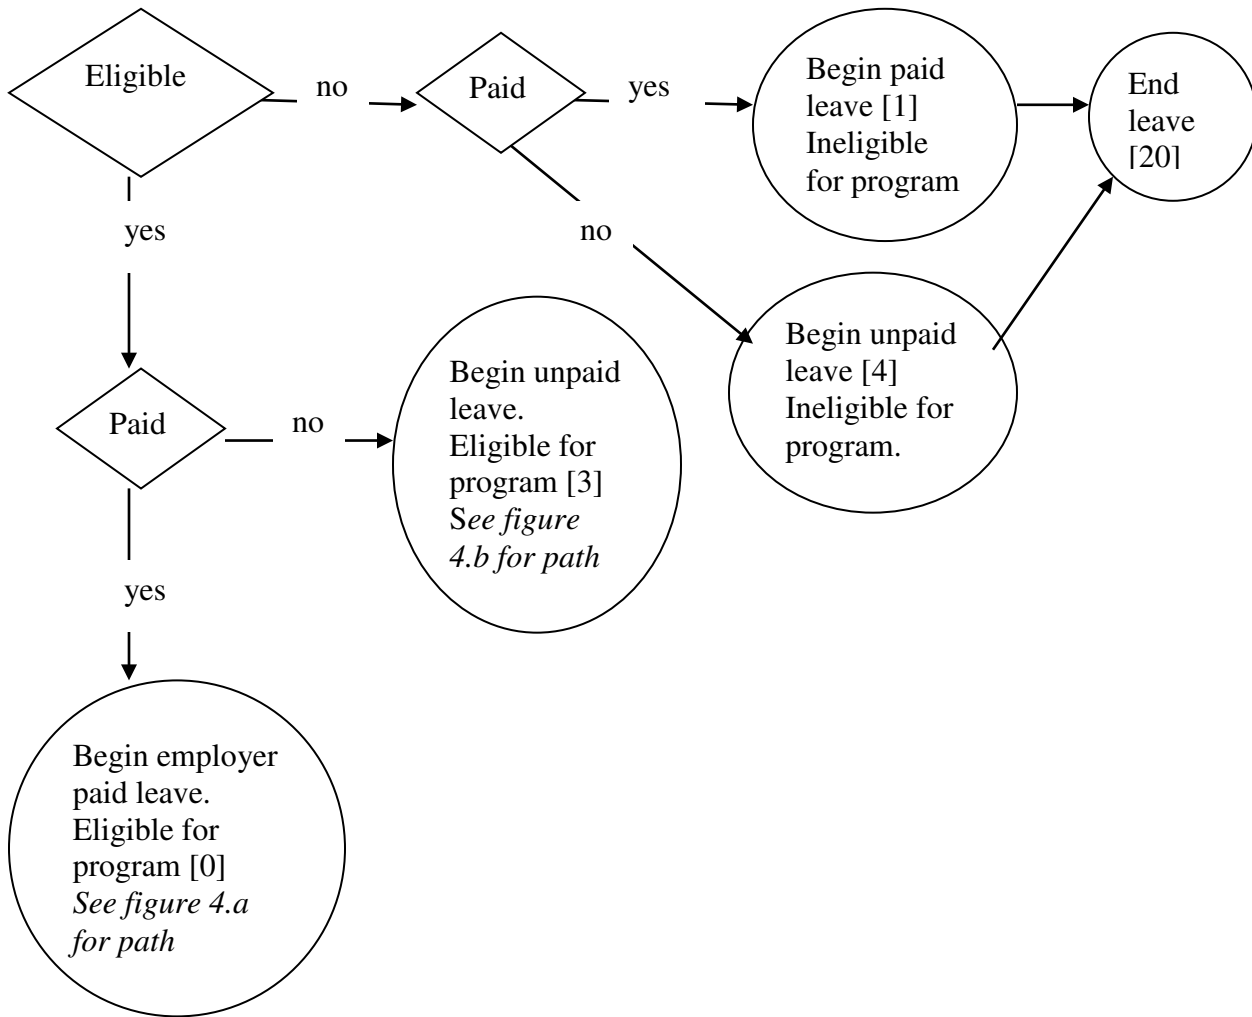 Eligible
no
Paid
yes
Begin paid
leave [1]
Ineligible
for program
End
leave
[20]
yes
no
Begin unpaid
leave [4]
Ineligible for
program.
Paid
no
Begin unpaid
leave.
Eligible for
program [3]
See figure
4.b for path
yes
Begin employer
paid leave.
Eligible for
program [0]
See figure 4.a
for path